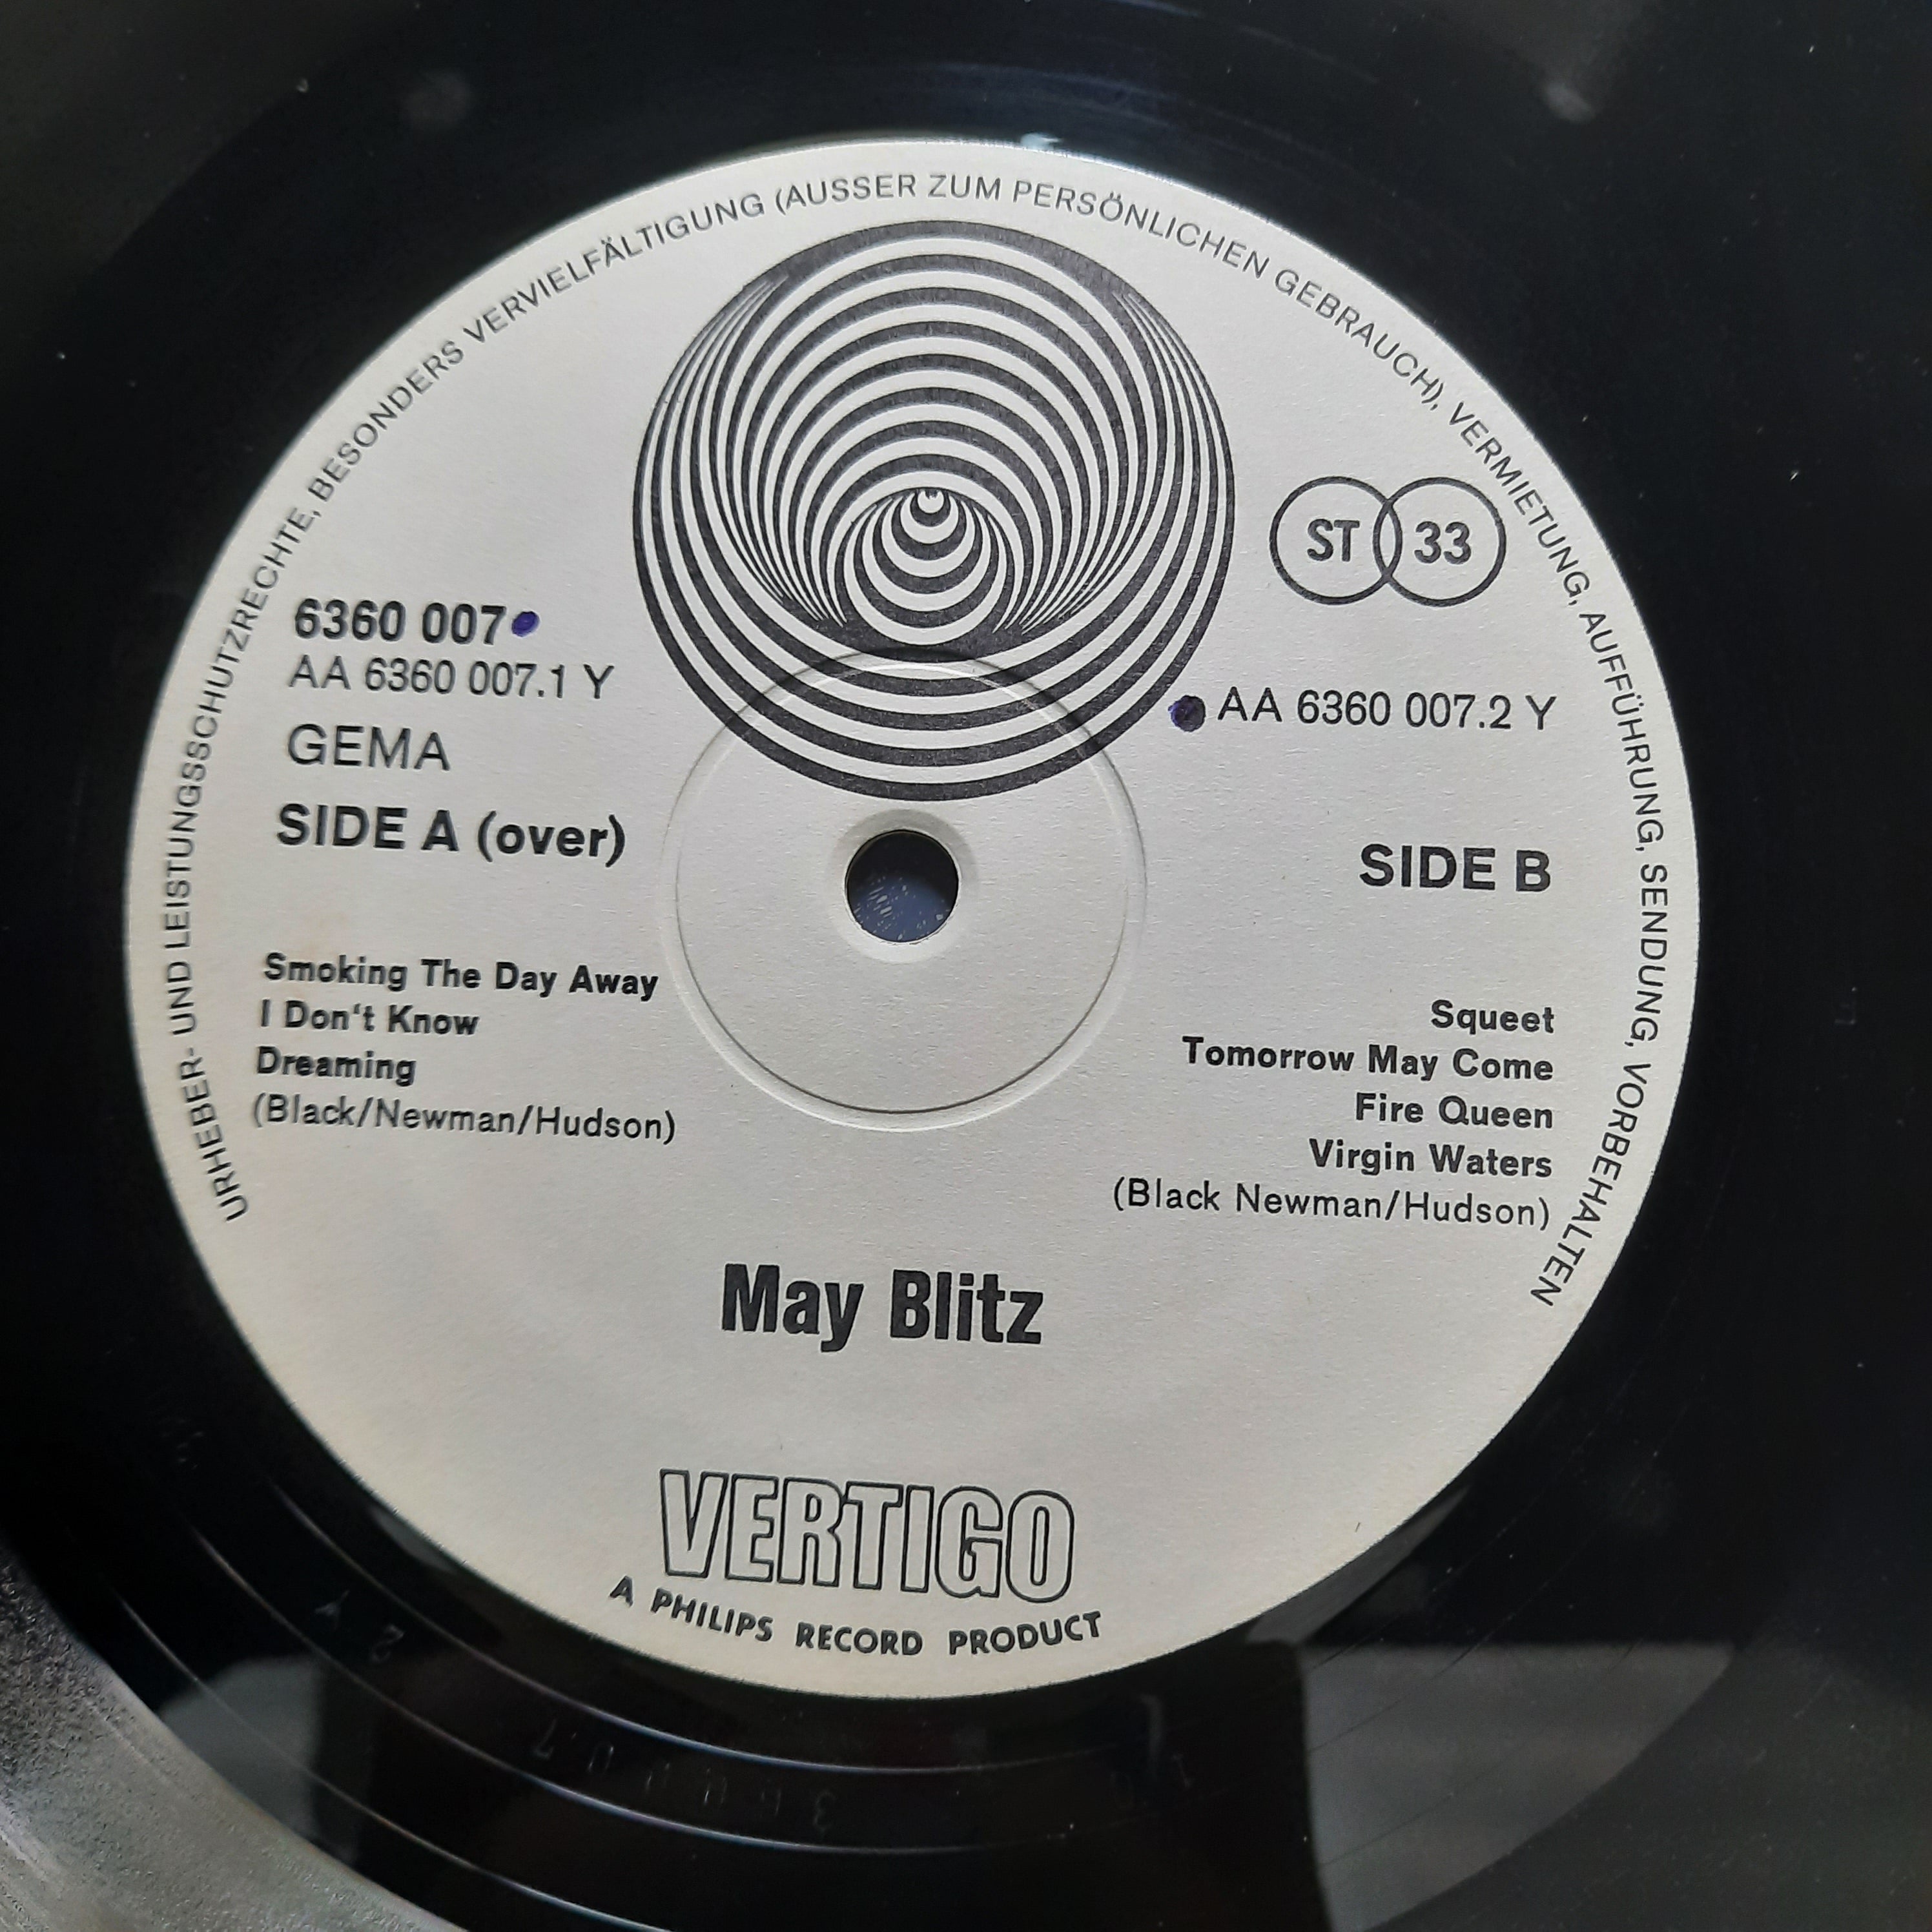 URHEBER- UND LEISTUNGSSCHUTZRECHTE, BESONDERS VERVIELFÄLTIGUNG (AUSSER ZUM PERSÖNLICHEN GEBRAUCH), VERMIETUNG, AUFFÜHRUNG, SENDUNG, VORBEHALTEN
ST 33
6360 007
AA 6360 007.1 Y
GEMA
SIDE A (over)
Smoking The Day Away
I Don't Know
Dreaming
(Black/Newman/Hudson)
AA 6360 007.2 Y
SIDE B
Squeet
Tomorrow May Come
Fire Queen
Virgin Waters
(Black Newman/Hudson)
May Blitz
VERTIGO
A PHILIPS RECORD PRODUCT